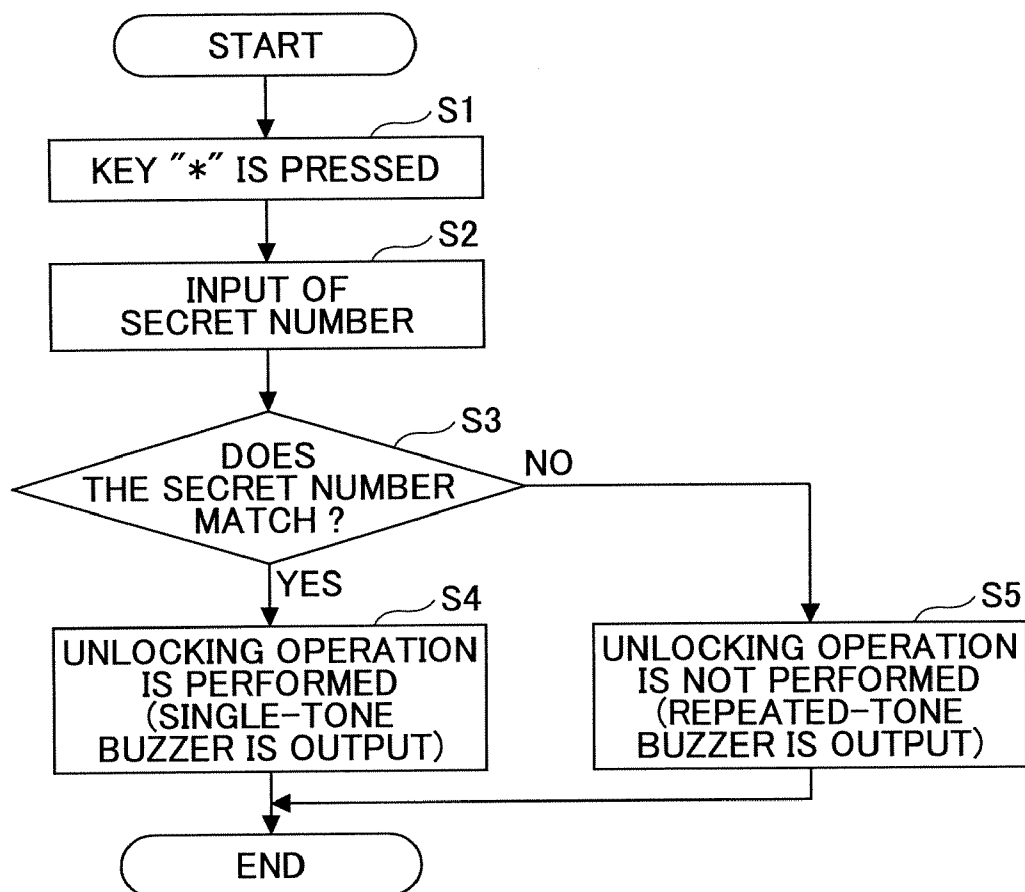 START
S1
KEY "*" IS PRESSED
S2
INPUT OF
SECRET NUMBER
S3
DOES
THE SECRET NUMBER
MATCH ?
NO
YES
S4
UNLOCKING OPERATION
IS PERFORMED
(SINGLE-TONE
BUZZER IS OUTPUT)
S5
UNLOCKING OPERATION
IS NOT PERFORMED
(REPEATED-TONE
BUZZER IS OUTPUT)
END